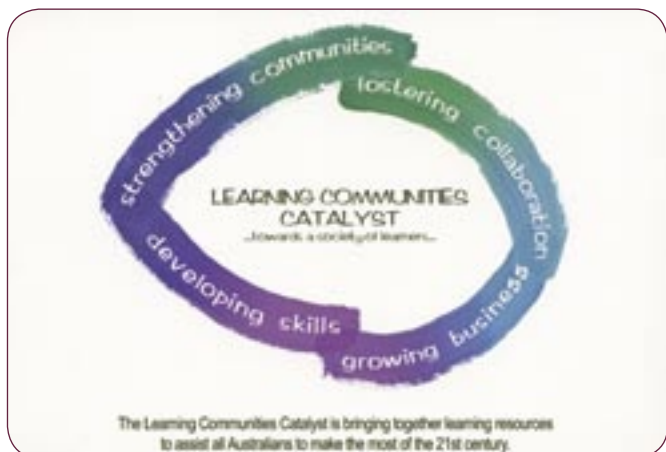 strengthening communities
fostering collaboration
LEARNING COMMUNITIES
CATALYST
...towards a society of learners...
developing skills
growing business
The Learning Communities Catalyst is bringing together learning resources
to assist all Australians to make the most of the 21st century.